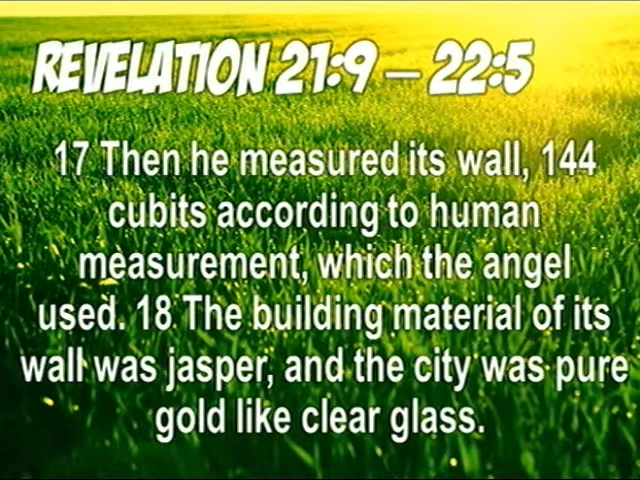 REVELATION 21:9 – 22:5
17 Then he measured its wall, 144
cubits according to human
measurement, which the angel
used. 18 The building material of its
wall was jasper, and the city was pure
gold like clear glass.